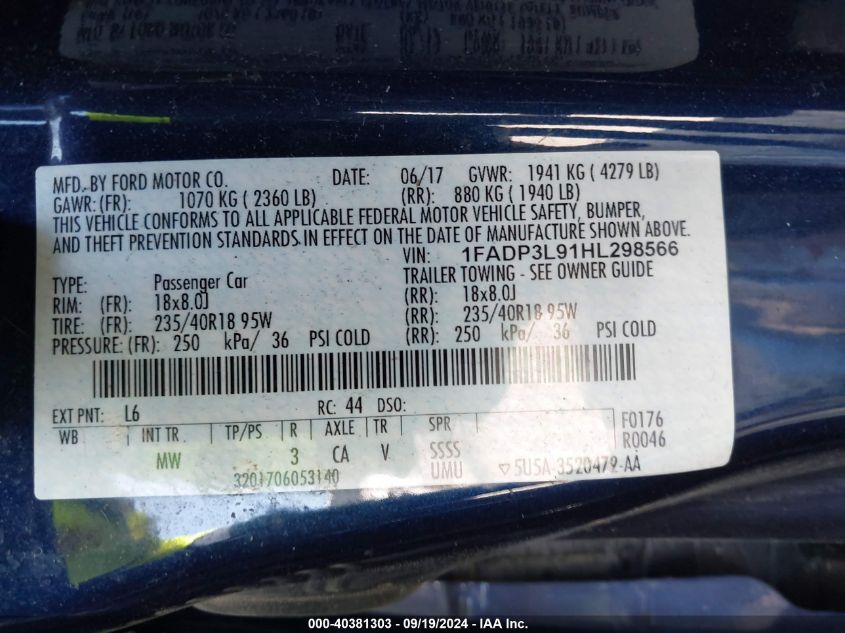 MFD. BY FORD MOTOR CO. DATE: 06/17 GVWR: 1941 KG ( 4279 LB)
GAWR: (FR): 1070 KG ( 2360 LB) (RR): 880 KG ( 1940 LB)
THIS VEHICLE CONFORMS TO ALL APPLICABLE FEDERAL MOTOR VEHICLE SAFETY, BUMPER,
AND THEFT PREVENTION STANDARDS IN EFFECT ON THE DATE OF MANUFACTURE SHOWN ABOVE.
VIN: 1FADP3L91HL298566
TYPE: Passenger Car TRAILER TOWING - SEE OWNER GUIDE
RIM: (FR): 18x8.0J (RR): 18x8.0J
TIRE: (FR): 235/40R18 95W (RR): 235/40R18 95W
PRESSURE: (FR): 250 kPa/ 36 PSI COLD (RR): 250 kPa/ 36 PSI COLD
EXT PNT: L6 RC: 44 DSO:
WB INT TR TP/PS R AXLE TR SPR F0176
MW 3 CA V SSSS R0046
UMU ▽5USA-3520479-AA
3201706053140
000-40381303 - 09/19/2024 - IAA Inc.